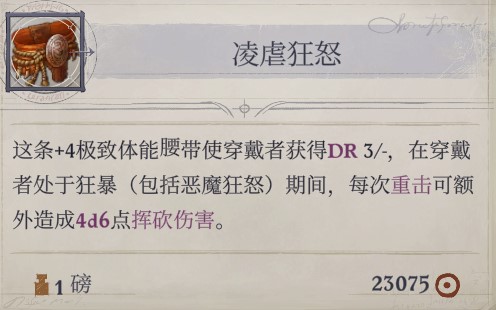 凌虐狂怒
这条+4极致体能腰带使穿戴者获得DR 3/-，在穿戴
者处于狂暴（包括恶魔狂怒）期间，每次重击可额
外造成4d6点挥砍伤害。
1 磅 23075